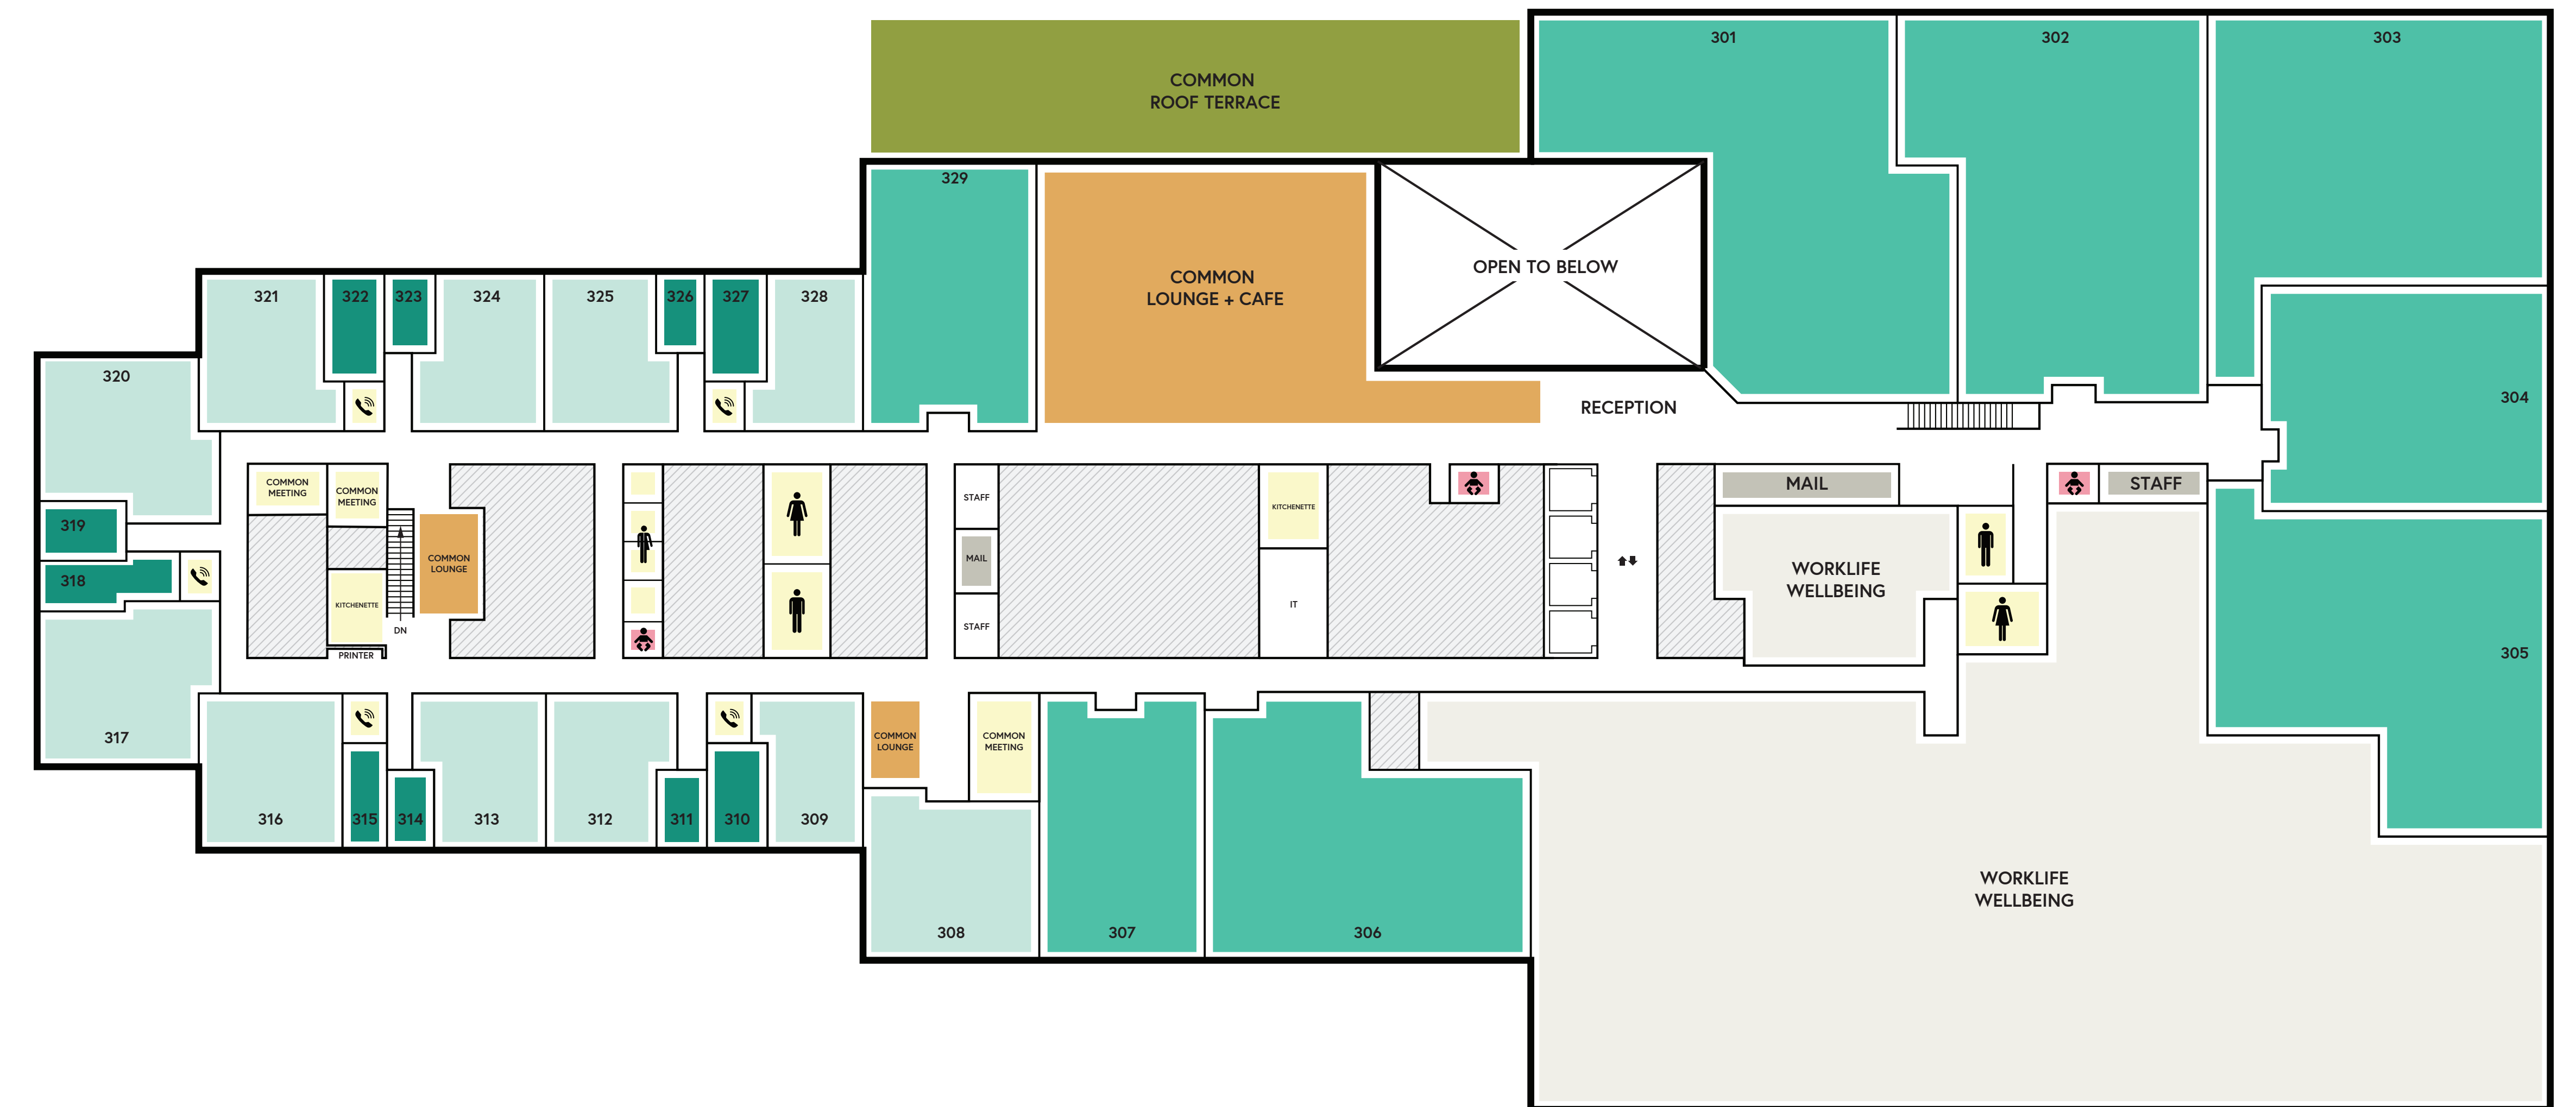 COMMON
ROOF TERRACE
301
302
303
329
COMMON
LOUNGE + CAFE
OPEN TO BELOW
321
322
323
324
325
326
327
328
320
304
RECEPTION
COMMON
MEETING
COMMON
MEETING
STAFF
KITCHENETTE
MAIL
STAFF
319
318
COMMON
LOUNGE
MAIL
WORKLIFE
WELLBEING
KITCHENETTE
DN
PRINTER
STAFF
IT
305
317
COMMON
LOUNGE
COMMON
MEETING
316
315
314
313
312
311
310
309
308
307
306
WORKLIFE
WELLBEING